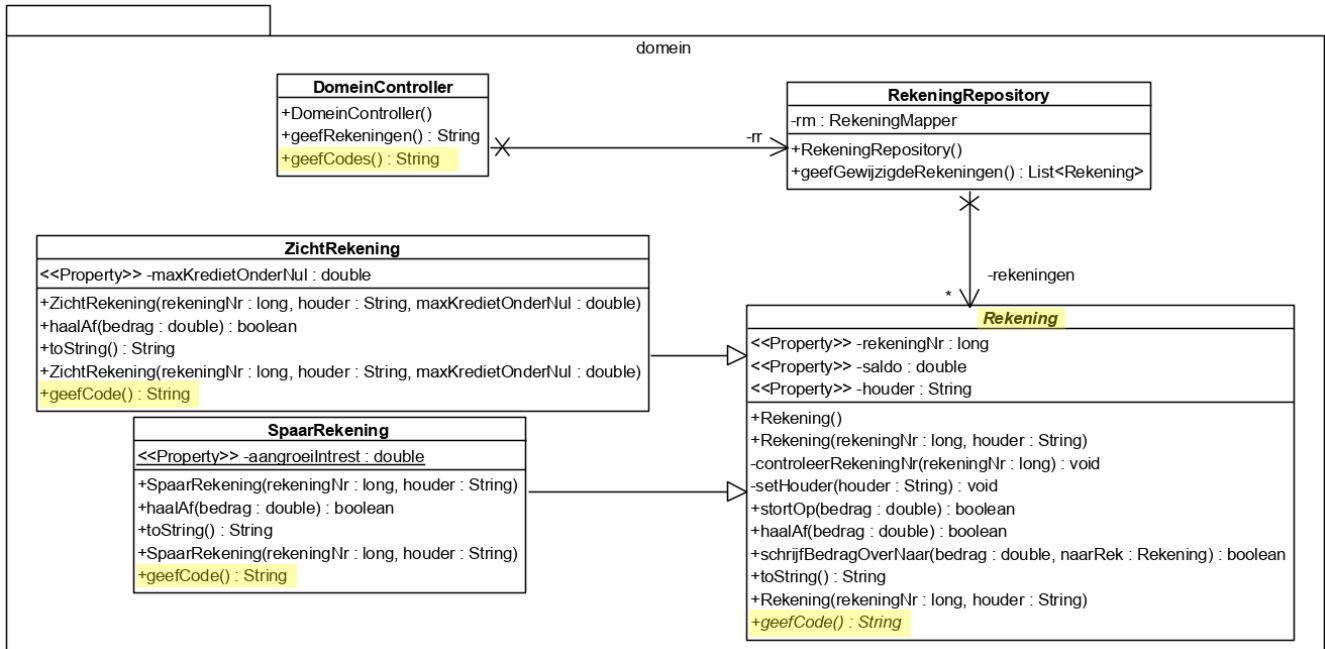 domein
DomeinController
+DomeinController()
+geefRekeningen() : String
+geefCodes() : String
-rr
RekeningRepository
-rm : RekeningMapper
+RekeningRepository()
+geefGewijzigdeRekeningen() : List<Rekening>
-rekeningen
*
ZichtRekening
<<Property>> -maxKredietOnderNul : double
+ZichtRekening(rekeningNr : long, houder : String, maxKredietOnderNul : double)
+haalAf(bedrag : double) : boolean
+toString() : String
+ZichtRekening(rekeningNr : long, houder : String, maxKredietOnderNul : double)
+geefCode() : String
SpaarRekening
<<Property>> -aangroeiIntrest : double
+SpaarRekening(rekeningNr : long, houder : String)
+haalAf(bedrag : double) : boolean
+toString() : String
+SpaarRekening(rekeningNr : long, houder : String)
+geefCode() : String
Rekening
<<Property>> -rekeningNr : long
<<Property>> -saldo : double
<<Property>> -houder : String
+Rekening()
+Rekening(rekeningNr : long, houder : String)
-controleerRekeningNr(rekeningNr : long) : void
-setHouder(houder : String) : void
+stortOp(bedrag : double) : boolean
+haalAf(bedrag : double) : boolean
+schrijfBedragOverNaar(bedrag : double, naarRek : Rekening) : boolean
+toString() : String
+Rekening(rekeningNr : long, houder : String)
+geefCode() : String